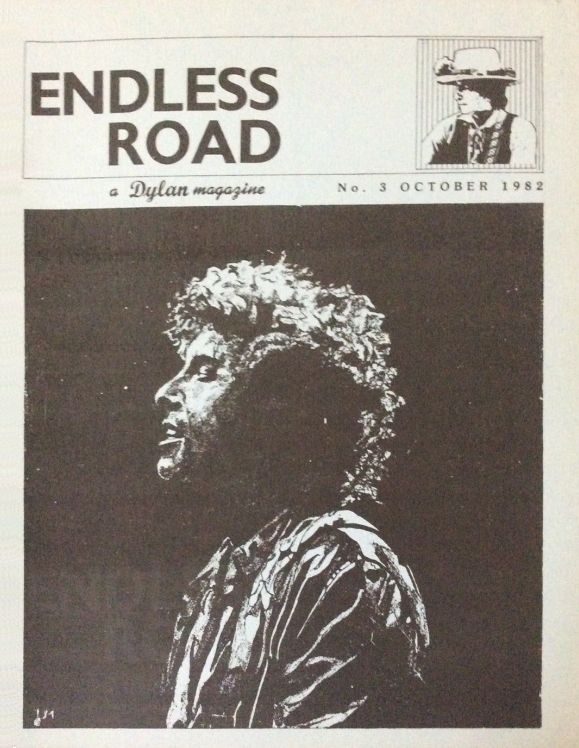 ENDLESS
ROAD
a Dylan magazine
No. 3 OCTOBER 1982